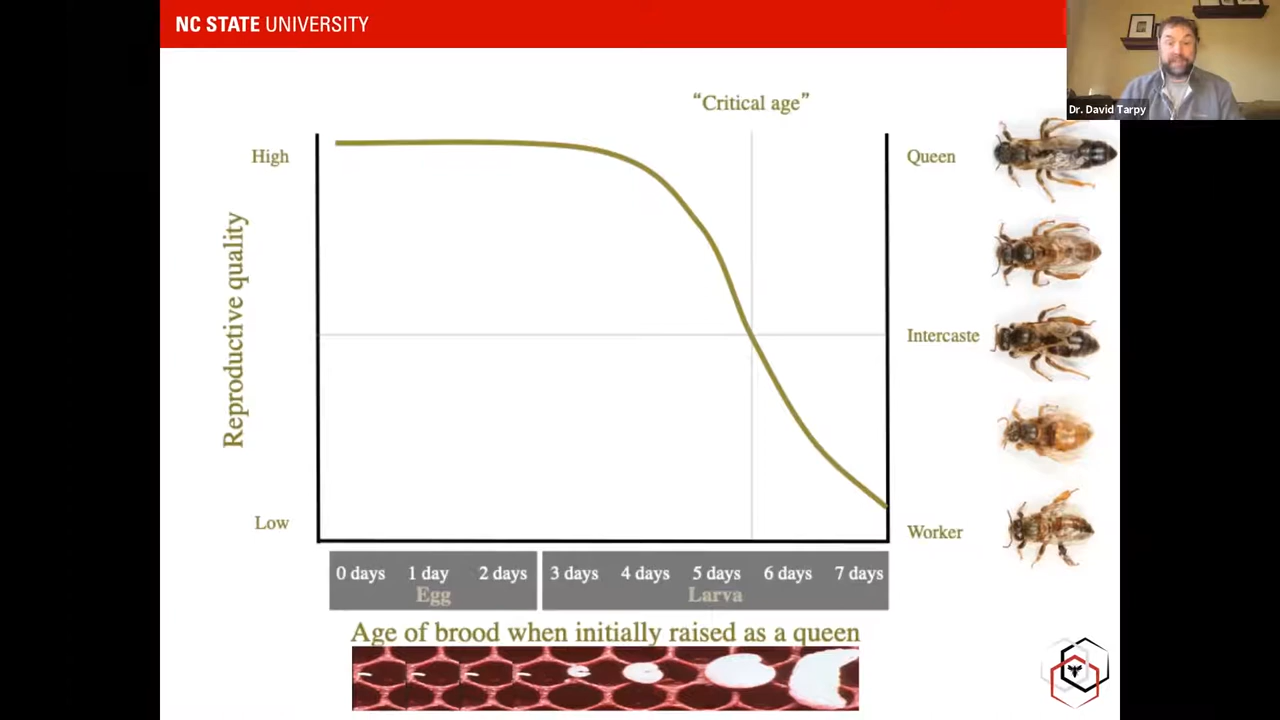 NC STATE UNIVERSITY
Dr. David Tarpy
“Critical age”
High
Queen
Reproductive quality
Intercaste
Low
Worker
0 days 1 day 2 days 3 days 4 days 5 days 6 days 7 days
Egg Larva
Age of brood when initially raised as a queen